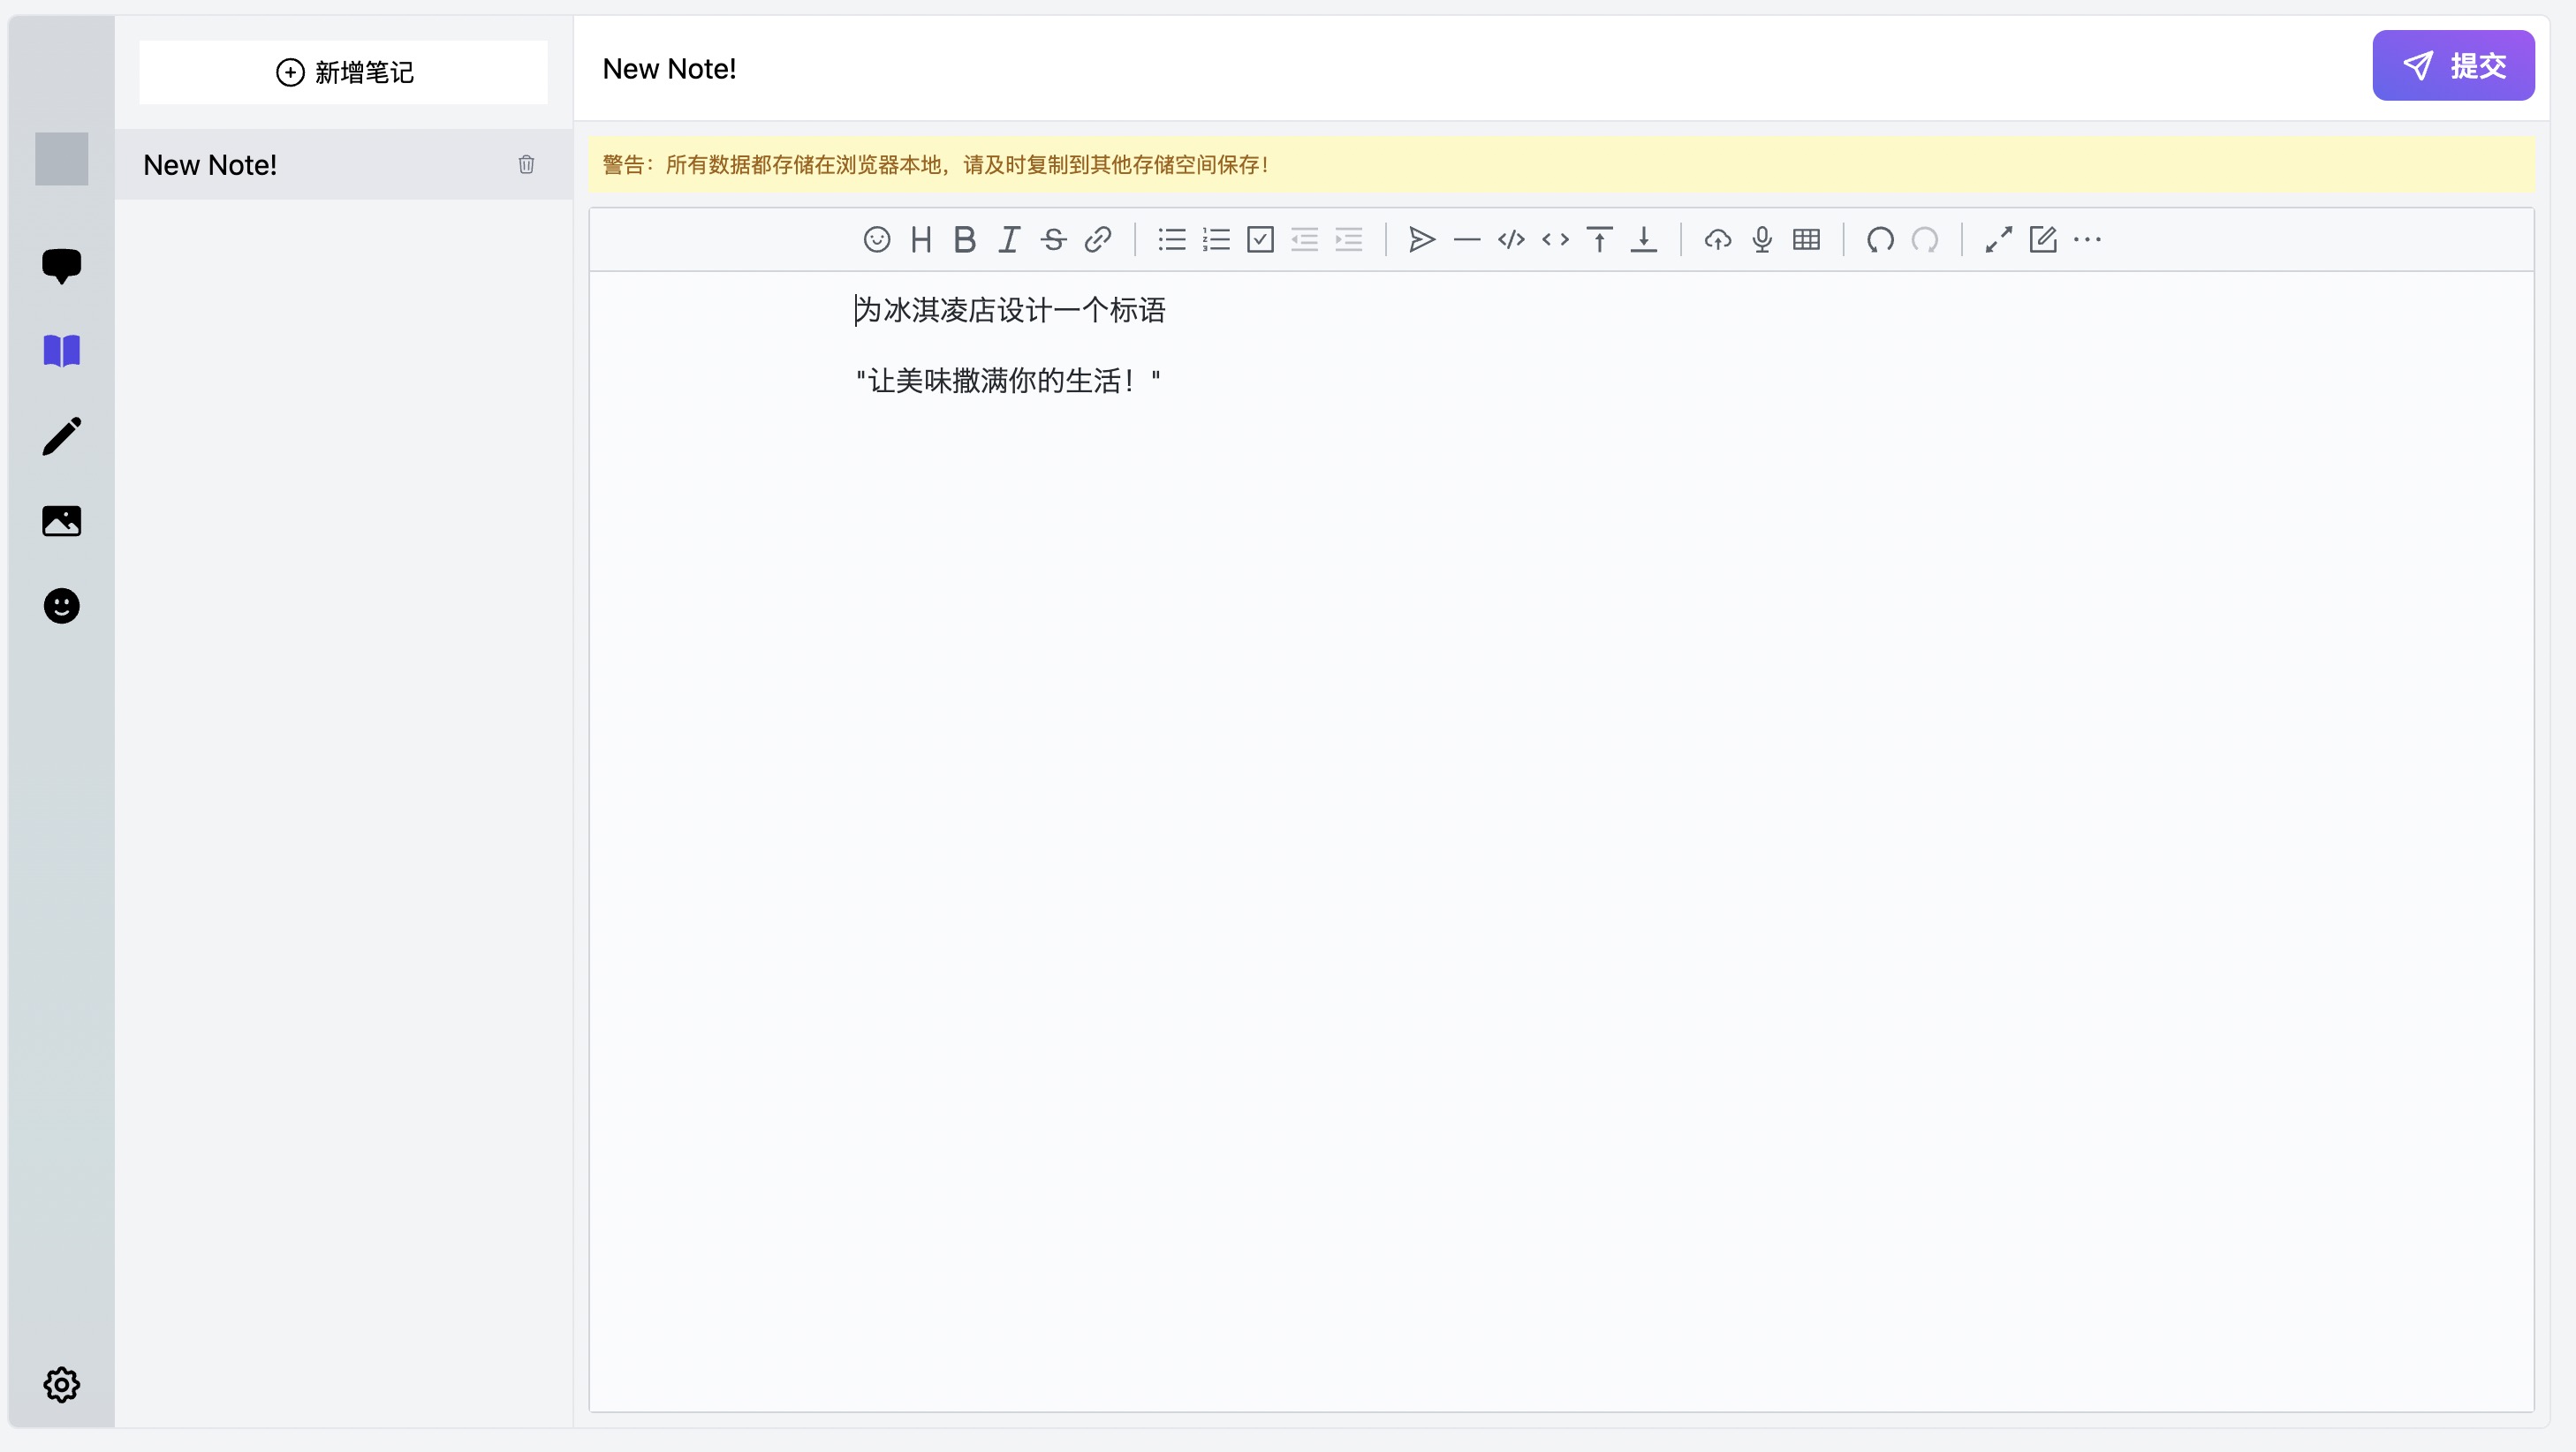 新增笔记
New Note!
New Note!
提交
警告：所有数据都存储在浏览器本地，请及时复制到其他存储空间保存！
为冰淇凌店设计一个标语
"让美味撒满你的生活！"